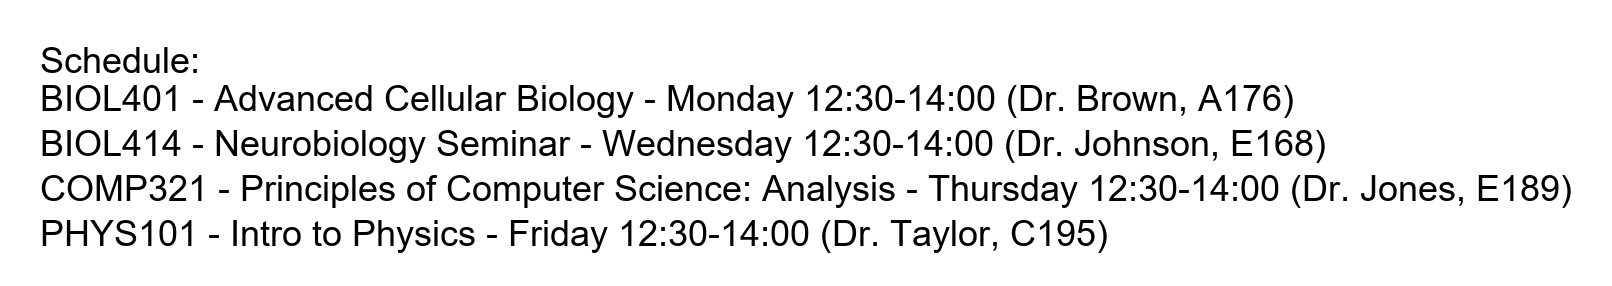 Schedule:
BIOL401 - Advanced Cellular Biology - Monday 12:30-14:00 (Dr. Brown, A176)
BIOL414 - Neurobiology Seminar - Wednesday 12:30-14:00 (Dr. Johnson, E168)
COMP321 - Principles of Computer Science: Analysis - Thursday 12:30-14:00 (Dr. Jones, E189)
PHYS101 - Intro to Physics - Friday 12:30-14:00 (Dr. Taylor, C195)